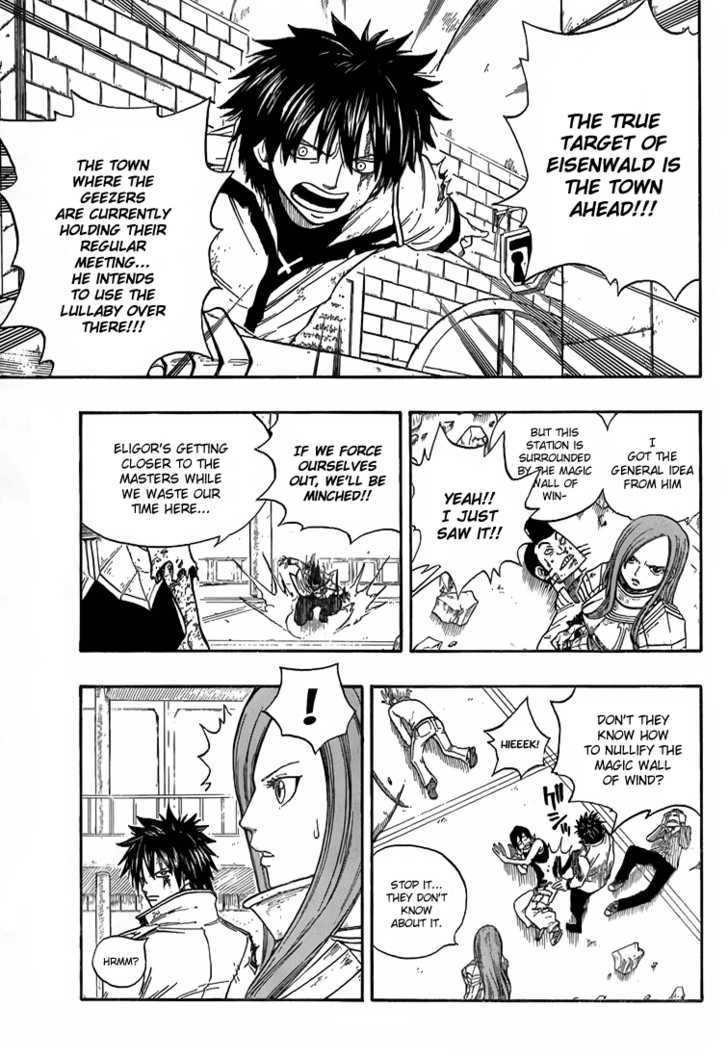 THE TRUE
TARGET OF
EISENWALD IS
THE TOWN
AHEAD!!!
THE TOWN
WHERE THE
GEEZERS
ARE CURRENTLY
HOLDING THEIR
REGULAR
MEETING...
HE INTENDS
TO USE THE
LULLABY OVER
THERE!!!
I
GOT THE
GENERAL IDEA
FROM HIM
BUT THIS
STATION IS
SURROUNDED
BY THE MAGIC
WALL OF
WIN-
YEAH!!
I JUST
SAW IT!!
IF WE FORCE
OURSELVES
OUT, WE'LL BE
MINCHED!!
ELIGOR'S GETTING
CLOSER TO THE
MASTERS WHILE
WE WASTE OUR
TIME HERE...
DON'T THEY
KNOW HOW
TO NULLIFY THE
MAGIC WALL
OF WIND?
HIEEEK!
グイ
STOP IT...
THEY DON'T
KNOW
ABOUT IT.
!
HRMM?